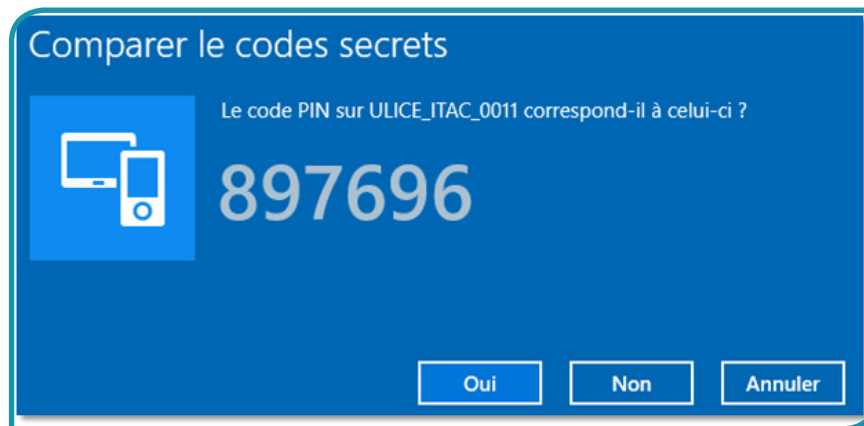 Comparer le codes secrets
Le code PIN sur ULICE_ITAC_0011 correspond-il à celui-ci ?
897696
Oui Non Annuler